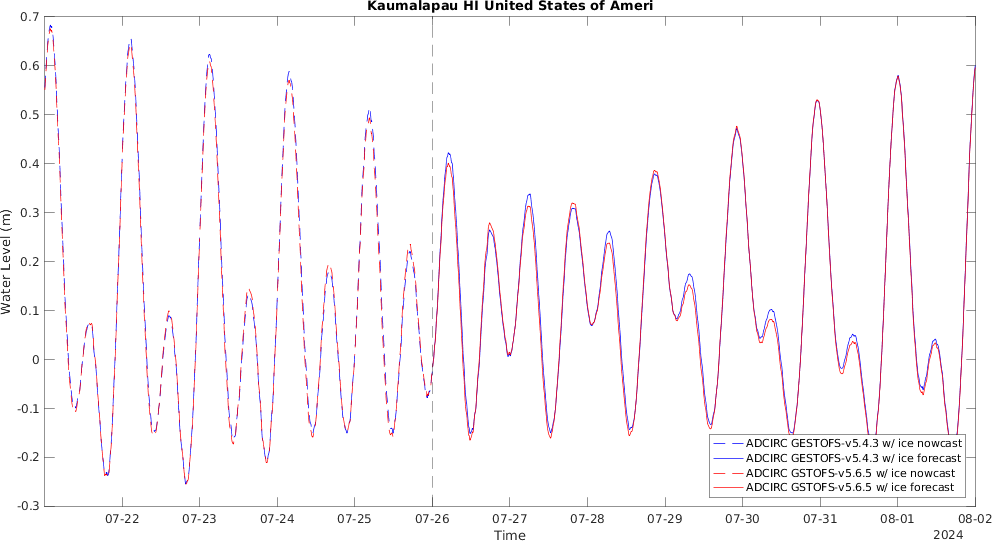 Kaumalapau HI United States of Ameri
0.7
0.6
0.5
0.4
0.3
0.2
0.1
0
-0.1
-0.2
-0.3
Water Level (m)
ADCIRC GESTOFS-v5.4.3 w/ ice nowcast
ADCIRC GESTOFS-v5.4.3 w/ ice forecast
ADCIRC GSTOFS-v5.6.5 w/ ice nowcast
ADCIRC GSTOFS-v5.6.5 w/ ice forecast
07-22 07-23 07-24 07-25 07-26 07-27 07-28 07-29 07-30 07-31 08-01 08-02
Time
2024